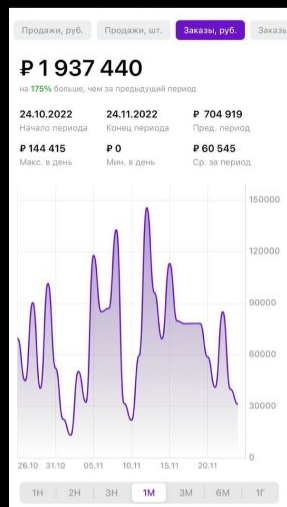 Продажи, руб. Продажи, шт. Заказы, руб. Заказы
₽ 1 937 440
на 175% больше, чем за предыдущий период
24.10.2022 24.11.2022 ₽ 704 919
Начало периода Конец периода Пред. период
₽ 144 415 ₽ 0 ₽ 60 545
Макс. в день Мин. в день Ср. за период
150000
120000
90000
60000
30000
0
26.10 31.10 05.11 10.11 15.11 20.11
1Н 2Н 3Н 1М 3М 6М 1Г